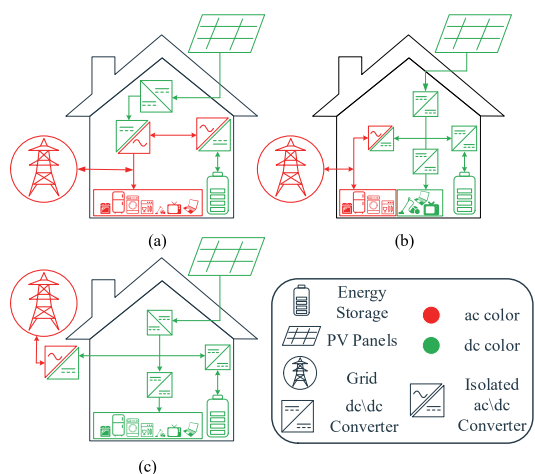 (a)
(b)
(c)
Energy
Storage
PV Panels
Grid
dc\dc
Converter
ac color
dc color
Isolated
ac\dc
Converter